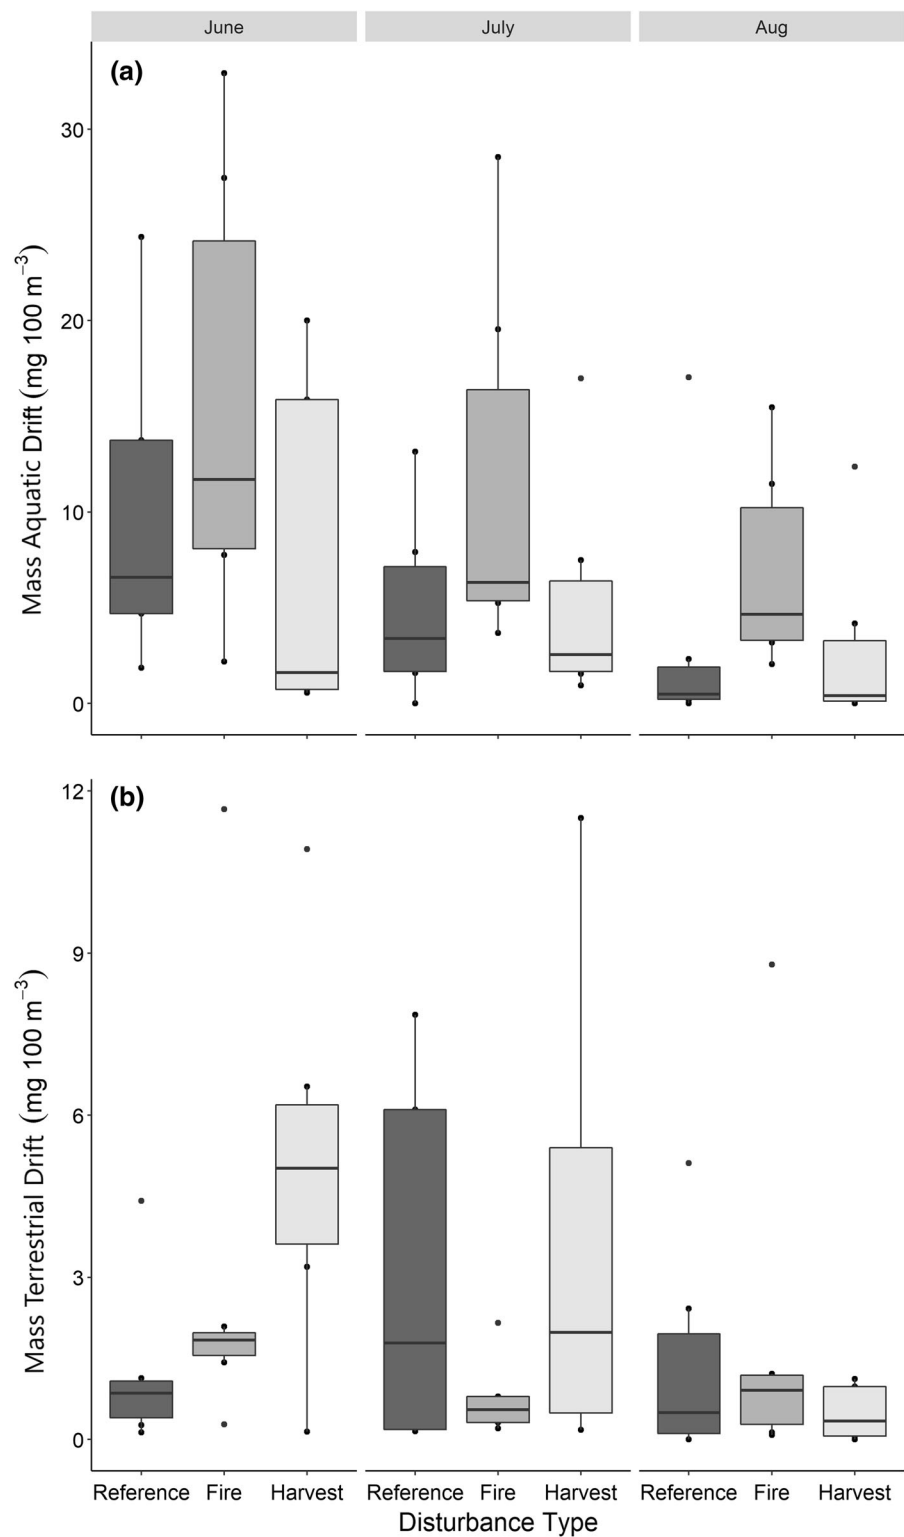 June July Aug
(a)
30
20
10
0
Mass Aquatic Drift (mg 100 m⁻³)
(b)
12
9
6
3
0
Mass Terrestrial Drift (mg 100 m⁻³)
Reference Fire Harvest Reference Fire Harvest Reference Fire Harvest
Disturbance Type